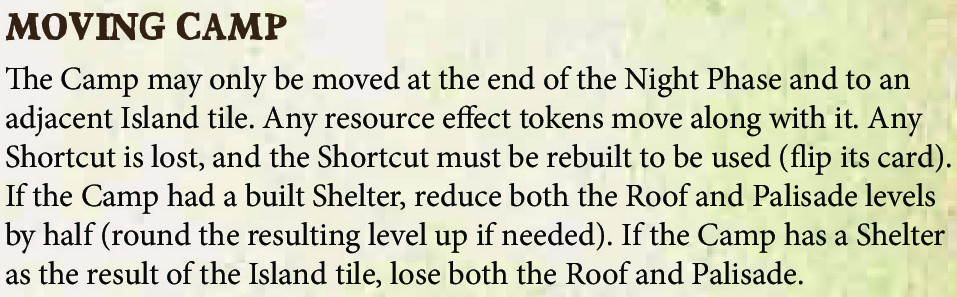 MOVING CAMP
The Camp may only be moved at the end of the Night Phase and to an
adjacent Island tile. Any resource effect tokens move along with it. Any
Shortcut is lost, and the Shortcut must be rebuilt to be used (flip its card).
If the Camp had a built Shelter, reduce both the Roof and Palisade levels
by half (round the resulting level up if needed). If the Camp has a Shelter
as the result of the Island tile, lose both the Roof and Palisade.